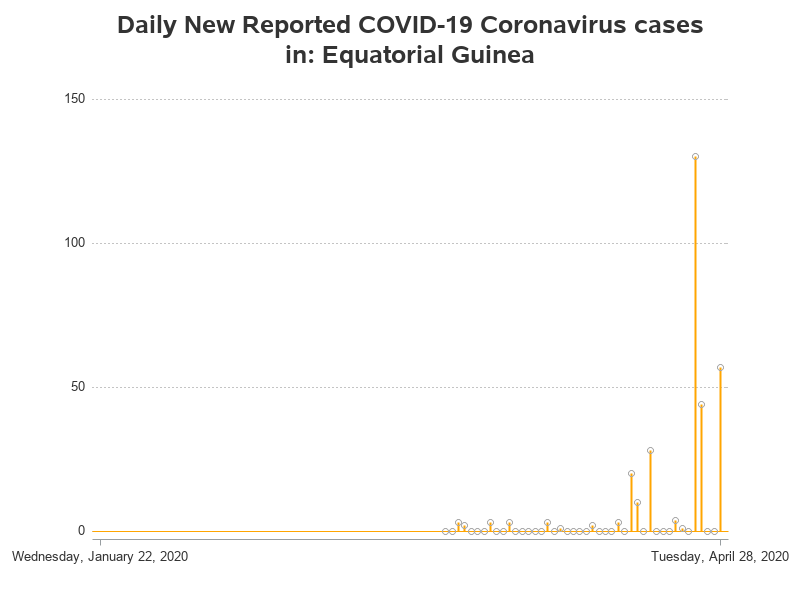 Daily New Reported COVID-19 Coronavirus cases
in: Equatorial Guinea
150
100
50
0
Wednesday, January 22, 2020
Tuesday, April 28, 2020